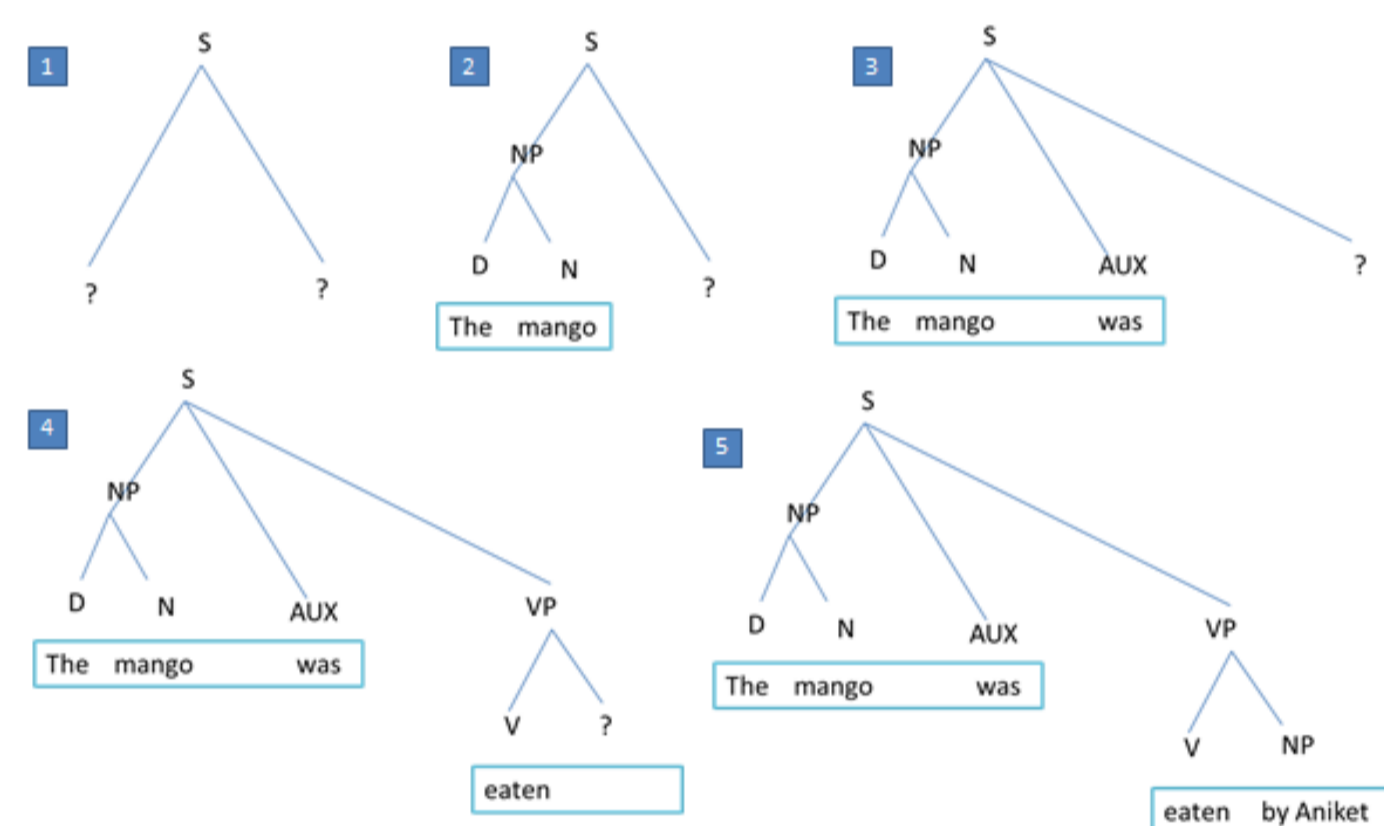 1
S
? ?
2
S
NP
D N
?
The mango
3
S
NP
D N AUX ?
The mango was
4
S
NP
D N AUX VP
The mango was
V ?
eaten
5
S
NP
D N AUX VP
The mango was
V NP
eaten by Aniket